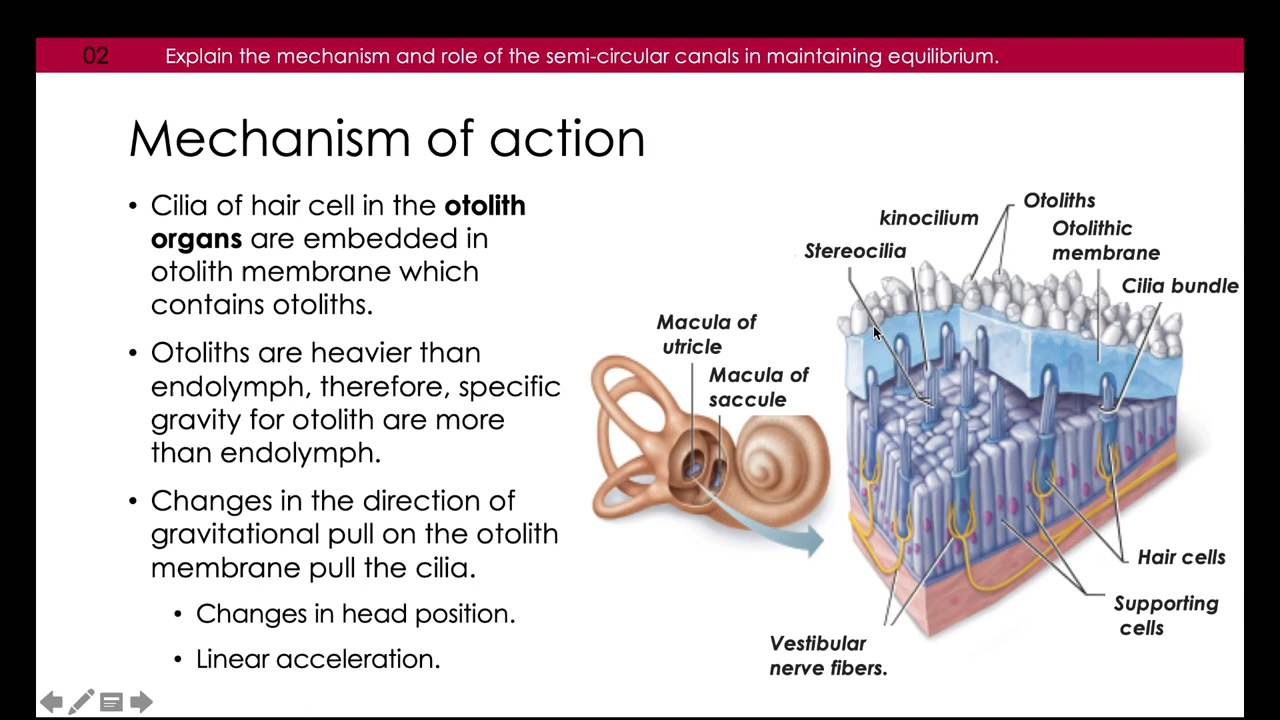 02 Explain the mechanism and role of the semi-circular canals in maintaining equilibrium.
Mechanism of action
• Cilia of hair cell in the otolith
organs are embedded in
otolith membrane which
contains otoliths.
• Otoliths are heavier than
endolymph, therefore, specific
gravity for otolith are more
than endolymph.
• Changes in the direction of
gravitational pull on the otolith
membrane pull the cilia.
• Changes in head position.
• Linear acceleration.
Otoliths
kinocilium
Otolithic
membrane
Stereocilia
Cilia bundle
Macula of
utricle
Macula of
saccule
Hair cells
Supporting
cells
Vestibular
nerve fibers.